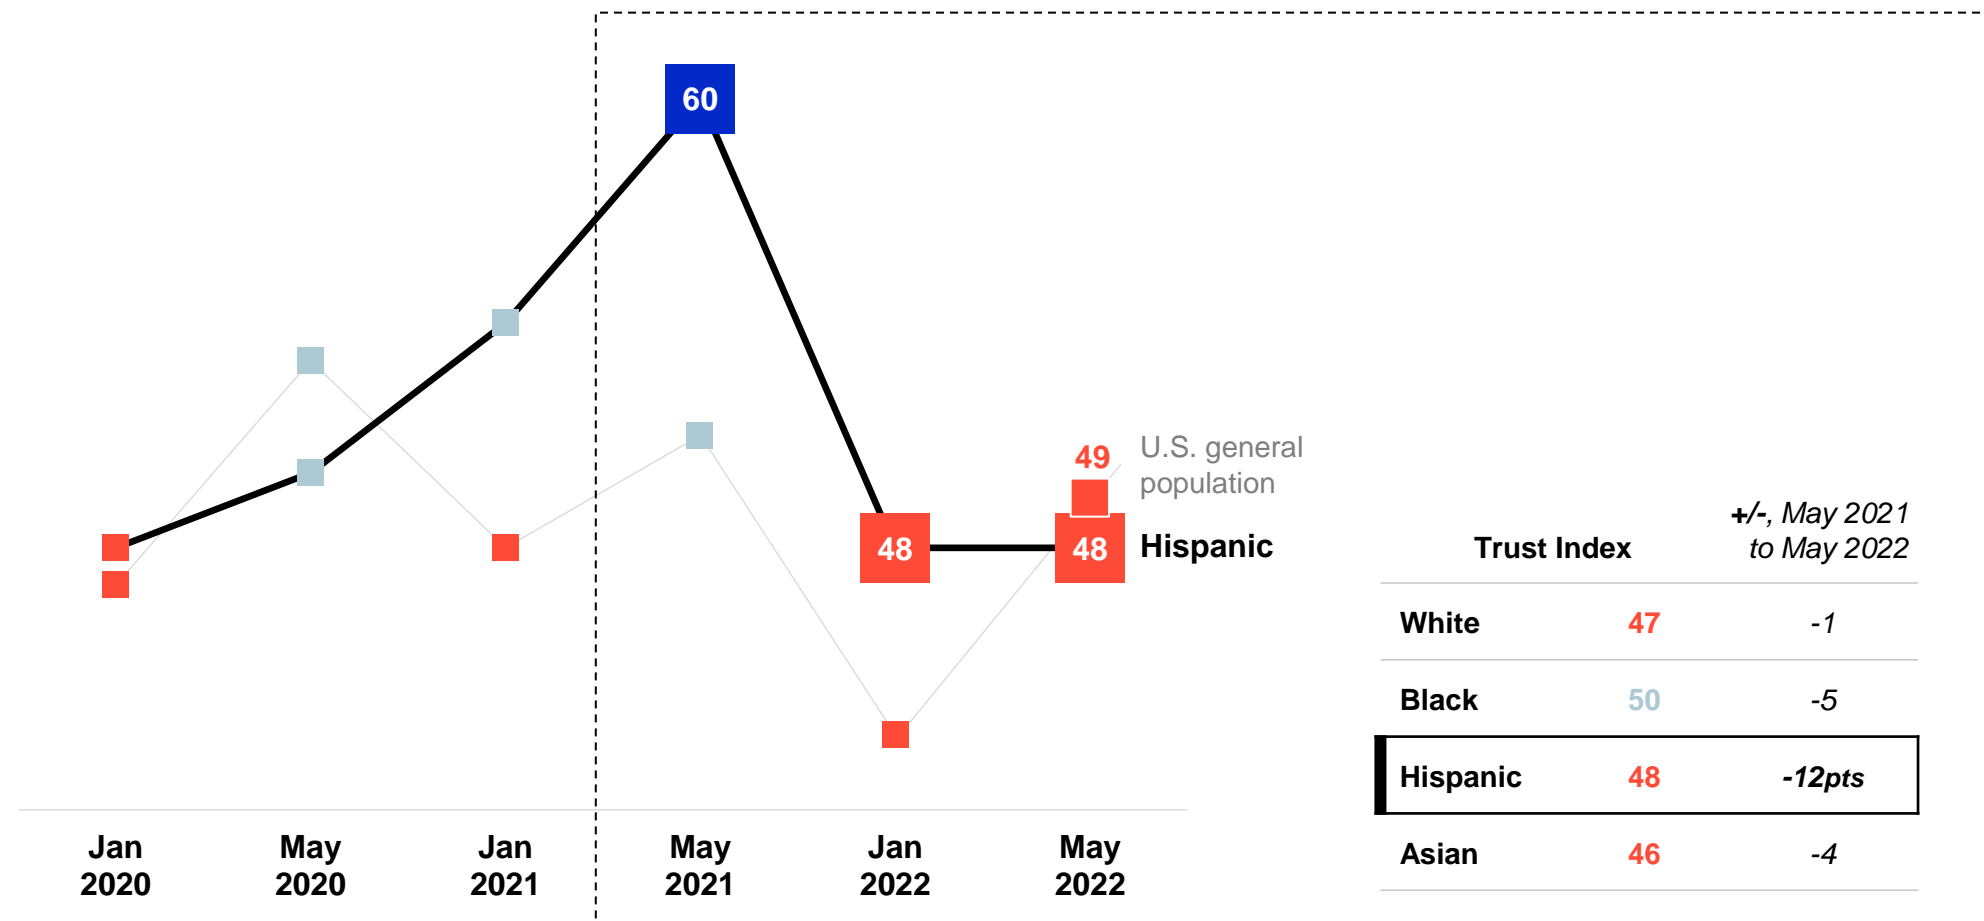 60
49
U.S. general
population
48
48
Hispanic
Jan
2020
May
2020
Jan
2021
May
2021
Jan
2022
May
2022
Trust Index
+/-, May 2021
to May 2022
White 47 -1
Black 50 -5
Hispanic 48 -12pts
Asian 46 -4